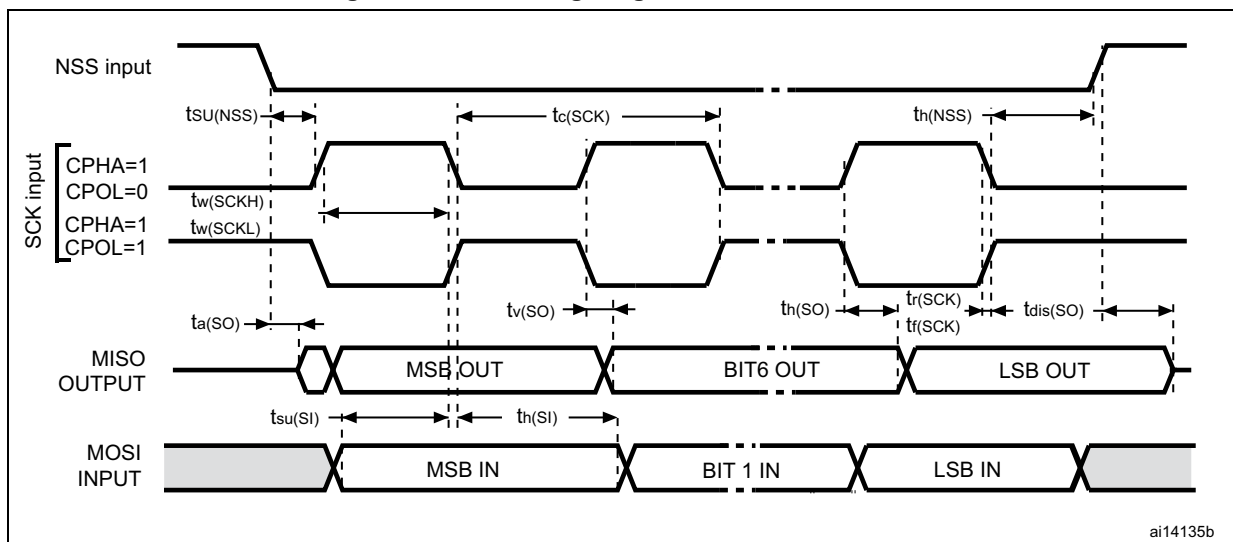 NSS input
tSU(NSS)
tc(SCK)
th(NSS)
SCK input
CPHA=1
CPOL=0
tw(SCKH)
CPHA=1
tw(SCKL)
CPOL=1
ta(SO)
tv(SO)
th(SO)
tr(SCK)
tf(SCK)
tdis(SO)
MISO
OUTPUT
MSB OUT
BIT6 OUT
LSB OUT
tsu(SI)
th(SI)
MOSI
INPUT
MSB IN
BIT 1 IN
LSB IN
ai14135b